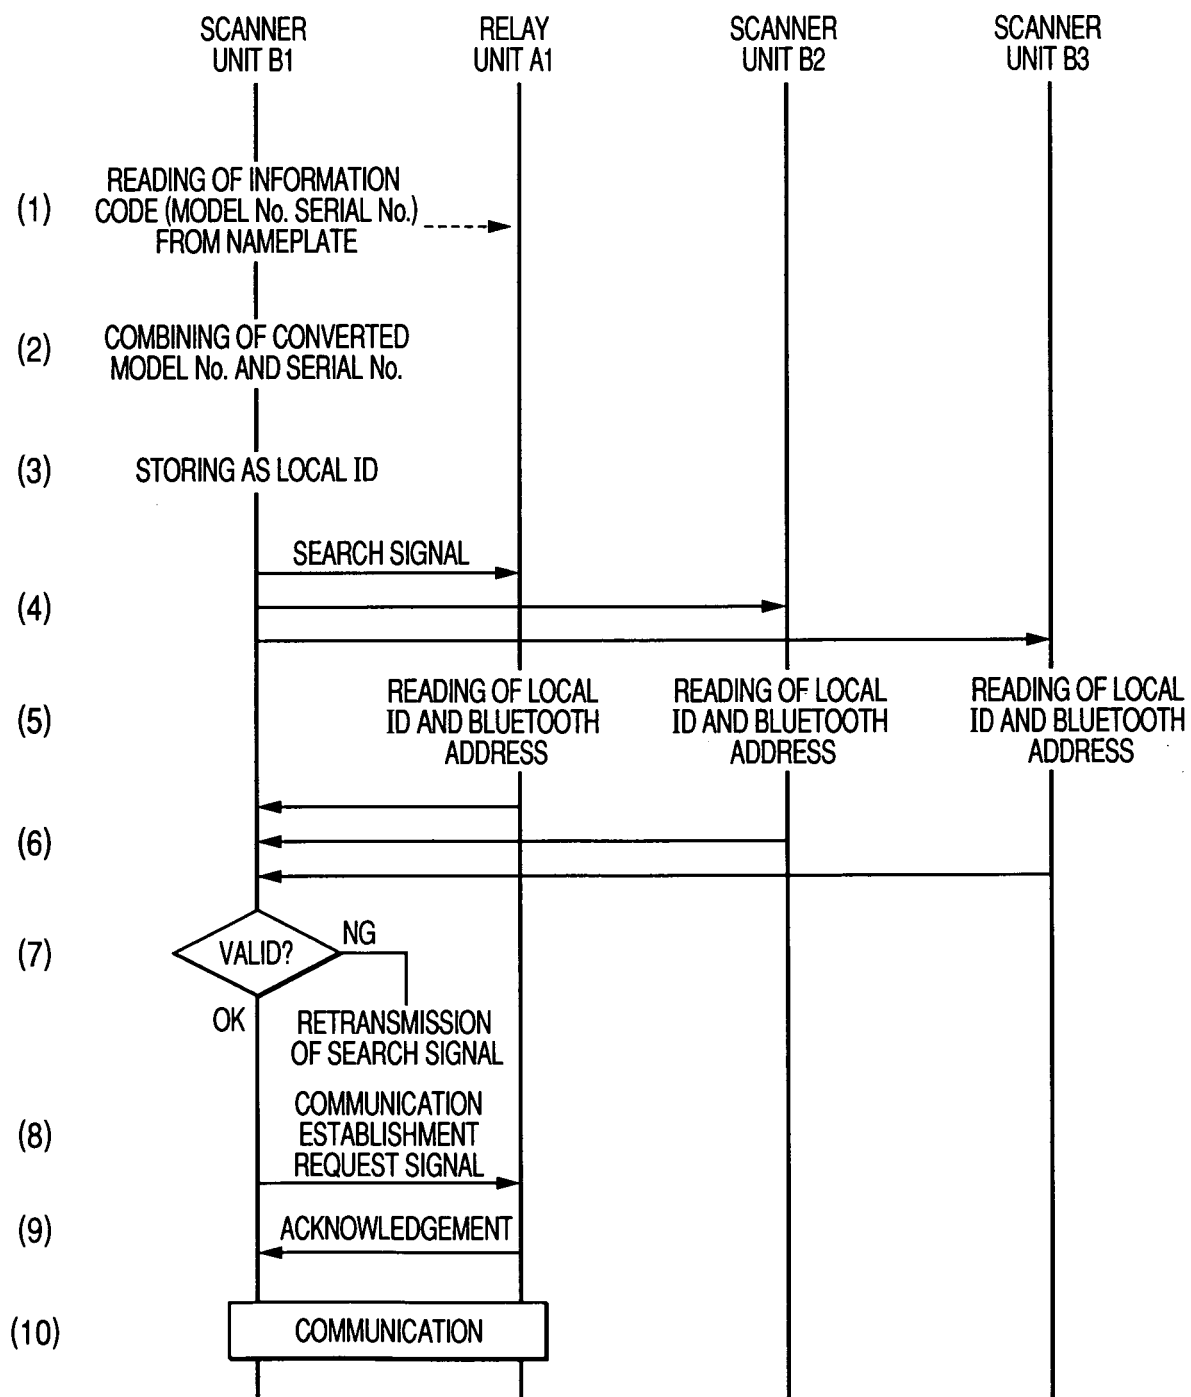 SCANNER
UNIT B1
RELAY
UNIT A1
SCANNER
UNIT B2
SCANNER
UNIT B3
(1)
READING OF INFORMATION
CODE (MODEL No. SERIAL No.)
FROM NAMEPLATE
(2)
COMBINING OF CONVERTED
MODEL No. AND SERIAL No.
(3)
STORING AS LOCAL ID
SEARCH SIGNAL
(4)
(5)
READING OF LOCAL
ID AND BLUETOOTH
ADDRESS
READING OF LOCAL
ID AND BLUETOOTH
ADDRESS
READING OF LOCAL
ID AND BLUETOOTH
ADDRESS
(6)
(7)
VALID?
NG
OK
RETRANSMISSION
OF SEARCH SIGNAL
(8)
COMMUNICATION
ESTABLISHMENT
REQUEST SIGNAL
(9)
ACKNOWLEDGEMENT
(10)
COMMUNICATION